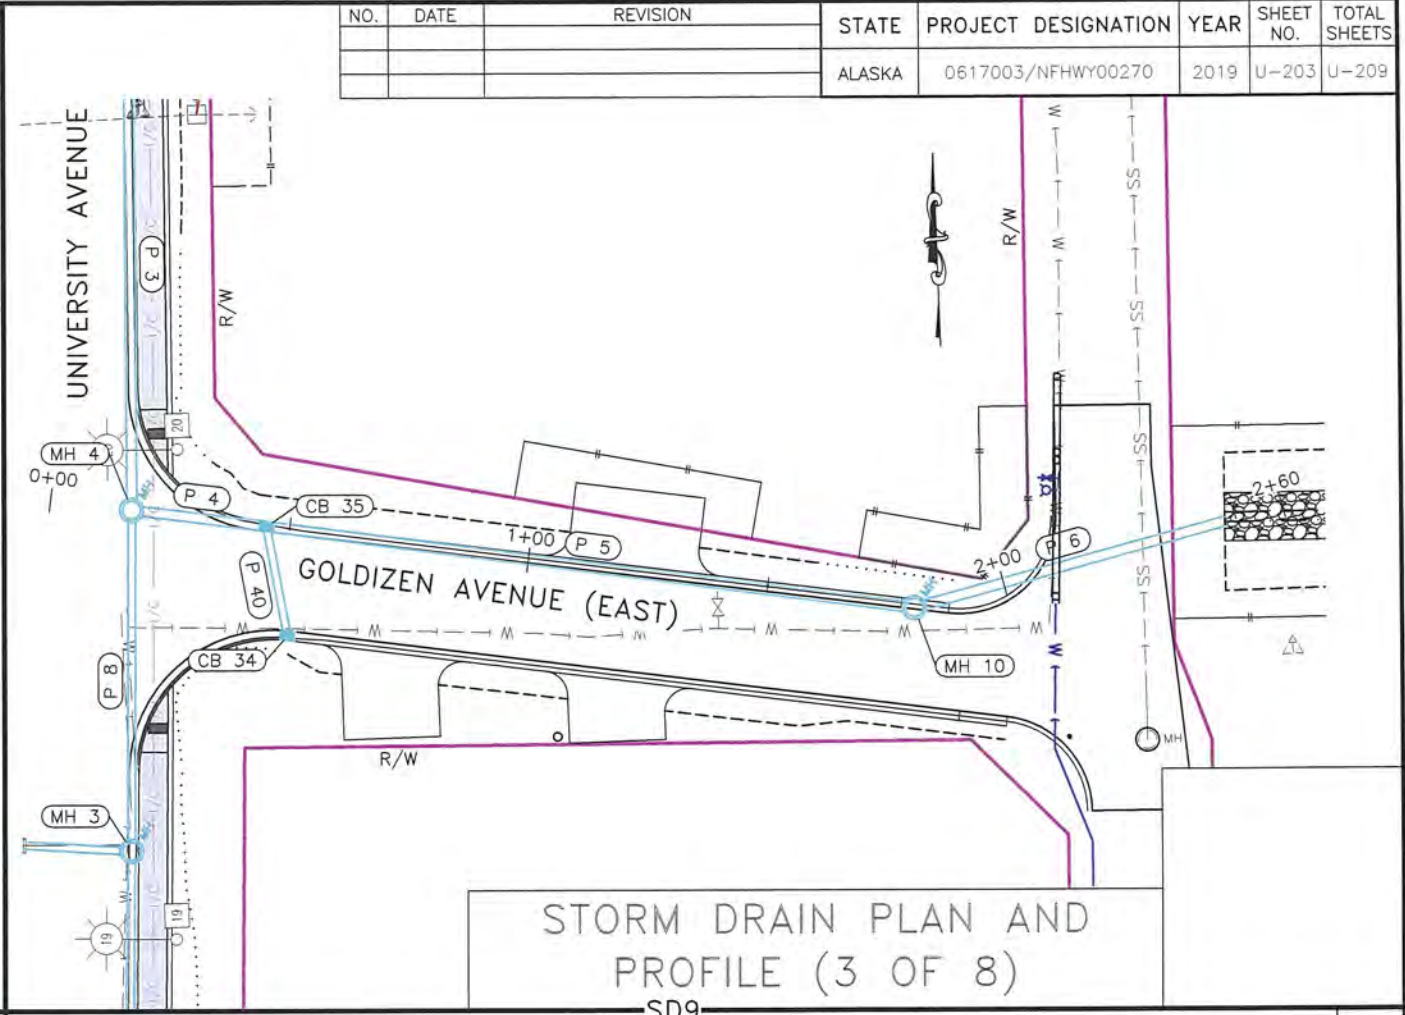 NO. DATE REVISION
STATE PROJECT DESIGNATION YEAR SHEET NO. TOTAL SHEETS
ALASKA 0617003/NFHWY00270 2019 U-203 U-209
UNIVERSITY AVENUE
P 3
R/W
R/W
20
MH 4
0+00
P 4
CB 35
1+00
P 5
2+00
P 6
2+60
P 40
GOLDIZEN AVENUE (EAST)
MH 10
CB 34
P 8
R/W
MH
MH 3
19
19
STORM DRAIN PLAN AND
PROFILE (3 OF 8)
SD9